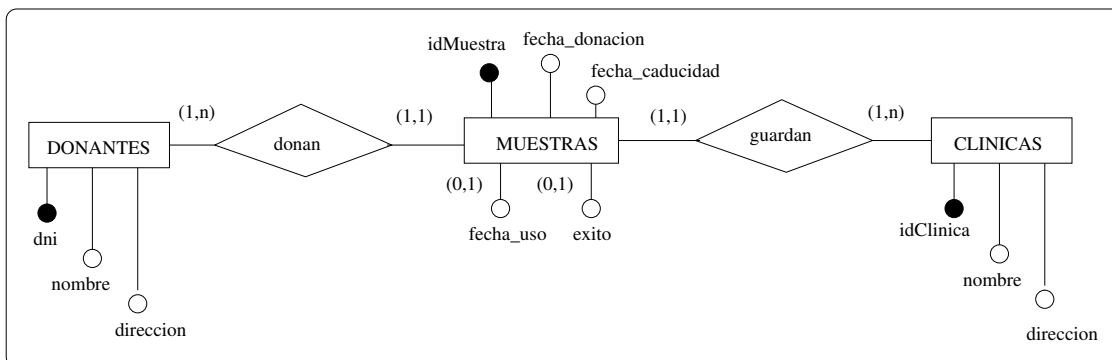 idMuestra
fecha_donacion
fecha_caducidad
(1,n)
(1,1)
(1,1)
(1,n)
DONANTES
donan
MUESTRAS
guardan
CLINICAS
(0,1)
(0,1)
dni
fecha_uso
exito
idClinica
nombre
nombre
direccion
direccion